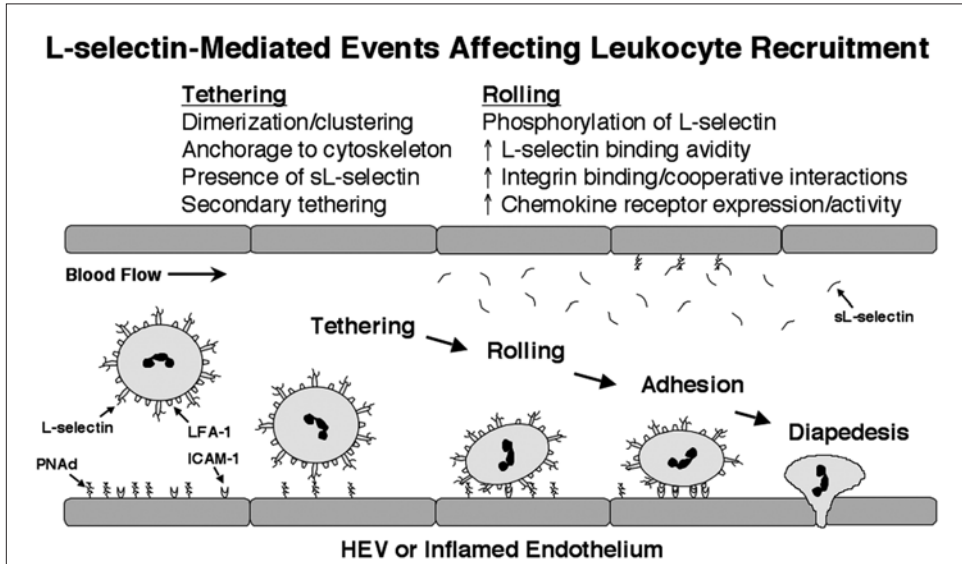 L-selectin-Mediated Events Affecting Leukocyte Recruitment
Tethering
Dimerization/clustering
Anchorage to cytoskeleton
Presence of sL-selectin
Secondary tethering
Rolling
Phosphorylation of L-selectin
↑ L-selectin binding avidity
↑ Integrin binding/cooperative interactions
↑ Chemokine receptor expression/activity
Blood Flow
sL-selectin
Tethering
Rolling
Adhesion
Diapedesis
L-selectin
LFA-1
PNAd
ICAM-1
HEV or Inflamed Endothelium